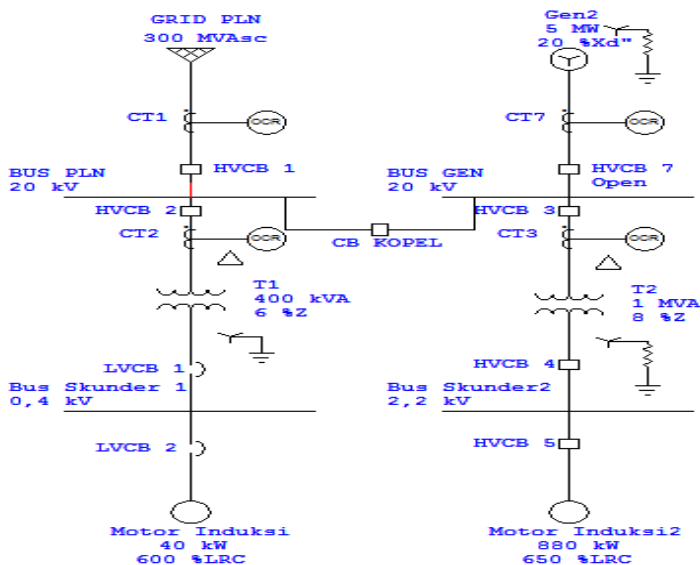 GRID PLN
300 MVAsc
Gen2
5 MW
20 %Xd"
CT1
OCR
CT7
OCR
HVCB 1
HVCB 7
Open
BUS PLN
20 kV
BUS GEN
20 kV
HVCB 2
HVCB 3
CT2
OCR
CB KOPEL
CT3
OCR
T1
400 kVA
6 %Z
T2
1 MVA
8 %Z
LVCB 1
HVCB 4
Bus Skunder 1
0,4 kV
Bus Skunder2
2,2 kV
LVCB 2
HVCB 5
Motor Induksi
40 kW
600 %LRC
Motor Induksi2
880 kW
650 %LRC